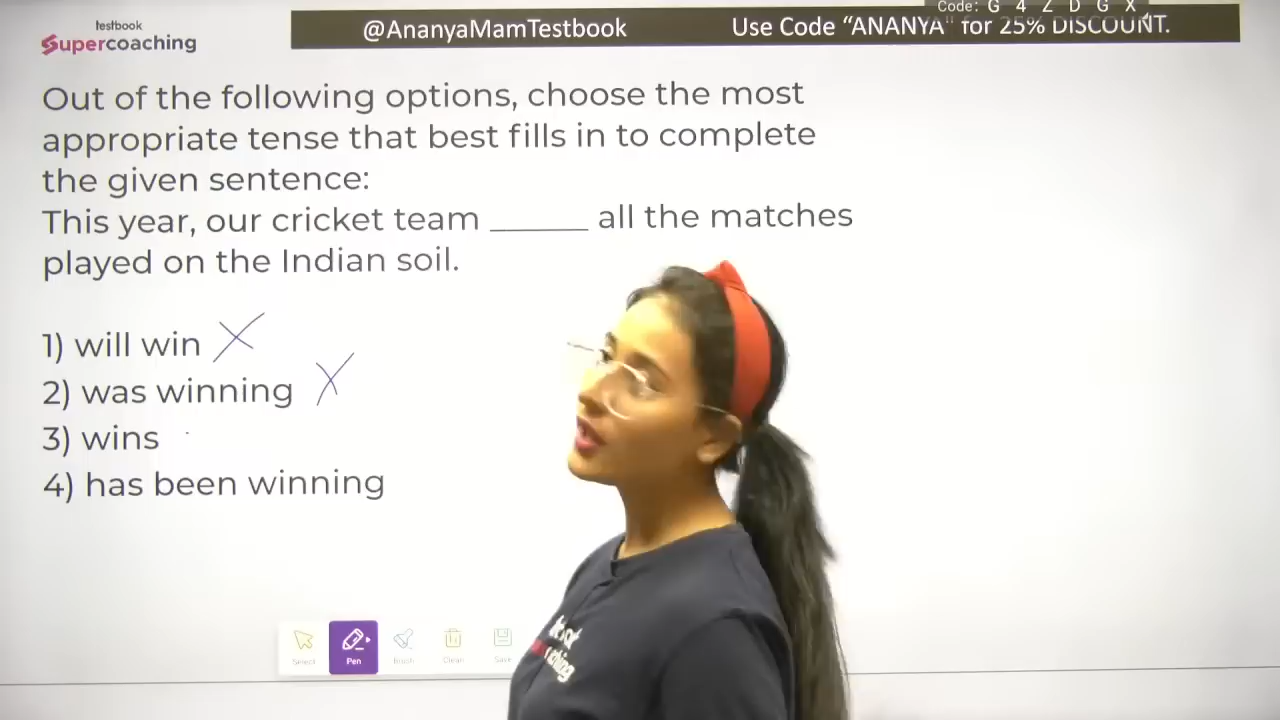 Code: G 4 Z D G X
testbook
Supercoaching
@AnanyaMamTestbook
Use Code “ANANYA” for 25% DISCOUNT.
Out of the following options, choose the most
appropriate tense that best fills in to complete
the given sentence:
This year, our cricket team ______ all the matches
played on the Indian soil.
1) will win
2) was winning
3) wins
4) has been winning
Select
Pen
Brush
Clean
Save